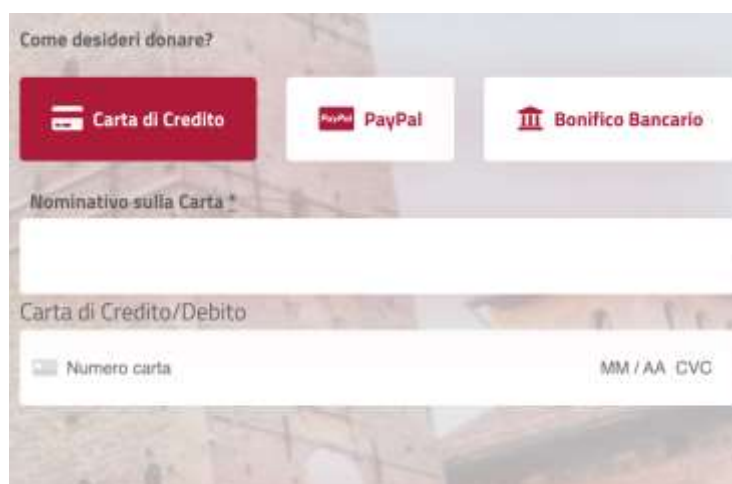 Come desideri donare?
Carta di Credito PayPal PayPal Bonifico Bancario
Nominativo sulla Carta *
Carta di Credito/Debito
Numero carta MM / AA CVC